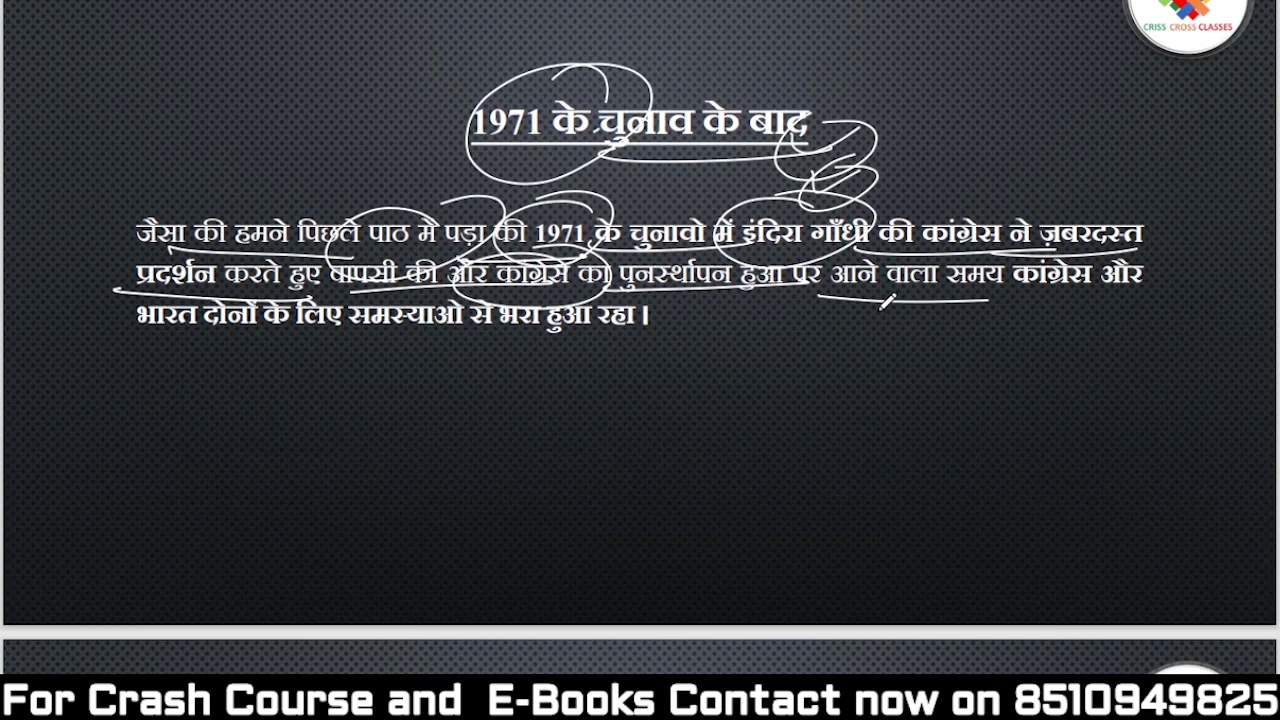 CRISS CROSS CLASSES
1971 के चुनाव के बाद
जैसा की हमने पिछले पाठ मे पड़ा की 1971 के चुनावो में इंदिरा गाँधी की कांग्रेस ने ज़बरदस्त
प्रदर्शन करते हुए वापसी की और कांग्रेस का पुनर्स्थापन हुआ पर आने वाला समय कांग्रेस और
भारत दोनों के लिए समस्याओ से भरा हुआ रहा ।
For Crash Course and E-Books Contact now on 8510949825